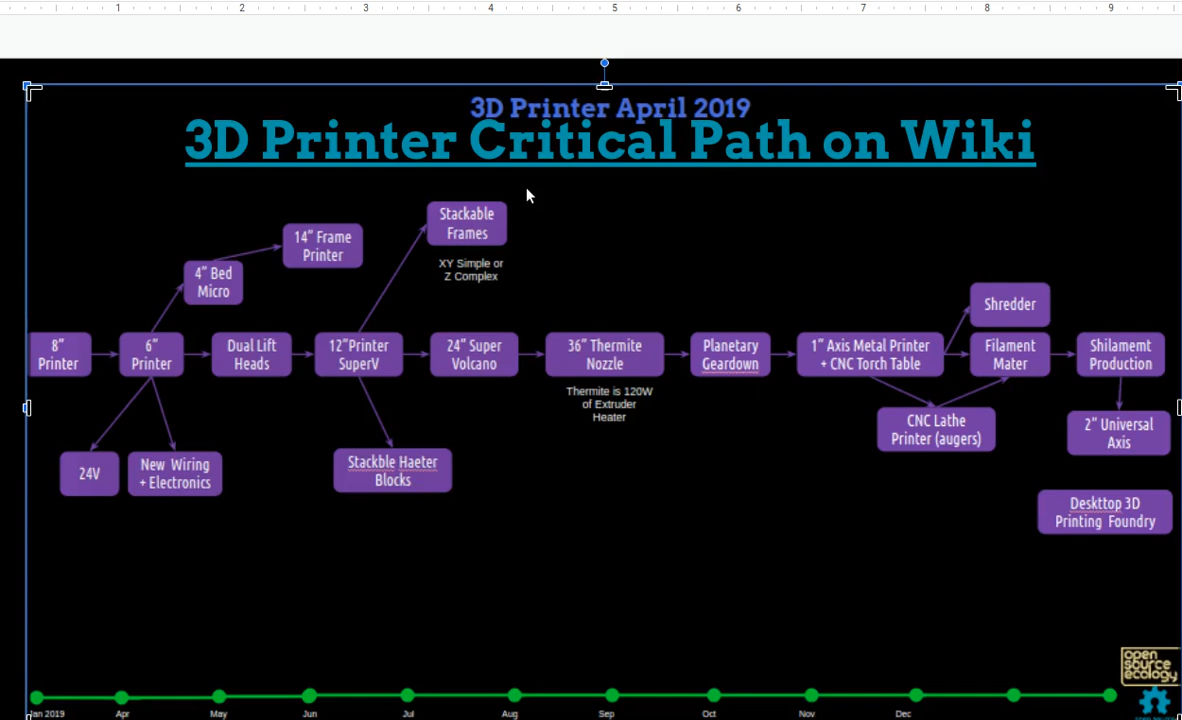 1 2 3 4 5 6 7 8 9
3D Printer April 2019
3D Printer Critical Path on Wiki
Stackable
Frames
XY Simple or
Z Complex
14” Frame
Printer
4” Bed
Micro
Shredder
8”
Printer
6”
Printer
Dual Lift
Heads
12”Printer
SuperV
24” Super
Volcano
36” Thermite
Nozzle
Planetary
Geardown
1” Axis Metal Printer
+ CNC Torch Table
Filament
Mater
Shilamemt
Production
Thermite is 120W
of Extruder
Heater
CNC Lathe
Printer (augers)
2” Universal
Axis
24V
New Wiring
+ Electronics
Stackble Haeter
Blocks
Deskttop 3D
Printing Foundry
open
source
ecology
Jan 2019 Apr May Jun Jul Aug Sep Oct Nov Dec